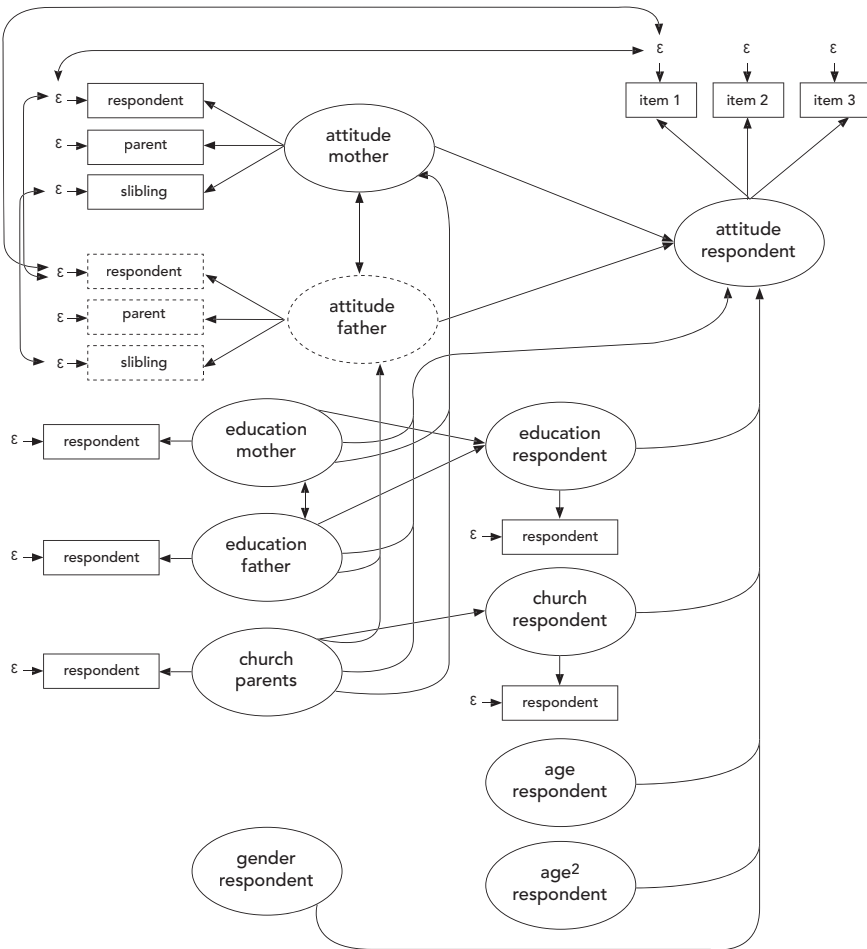 ε
ε
ε
ε
respondent
item 1
item 2
item 3
ε
parent
attitude
mother
ε
slibling
attitude
respondent
ε
respondent
ε
parent
attitude
father
ε
slibling
ε
respondent
education
mother
education
respondent
ε
respondent
ε
respondent
education
father
church
respondent
ε
respondent
church
parents
ε
respondent
age
respondent
gender
respondent
age²
respondent